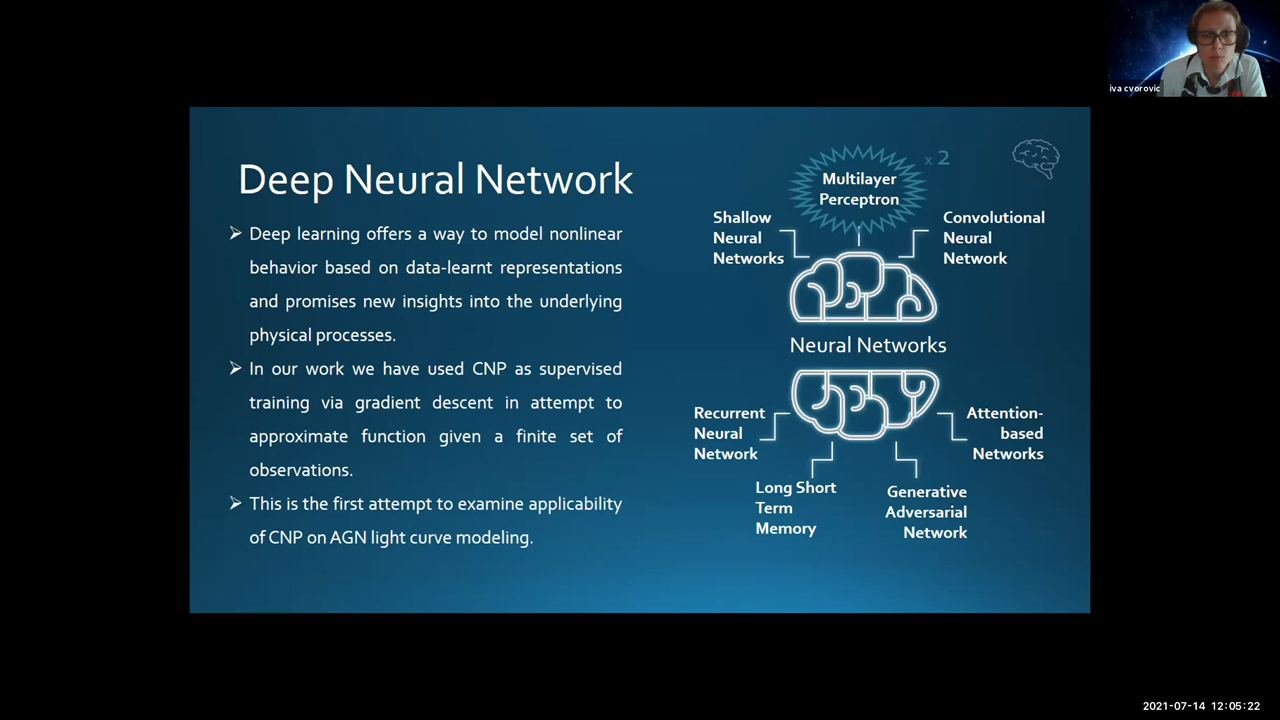 iva cvorovic
Deep Neural Network
➢ Deep learning offers a way to model nonlinear
behavior based on data-learnt representations
and promises new insights into the underlying
physical processes.
➢ In our work we have used CNP as supervised
training via gradient descent in attempt to
approximate function given a finite set of
observations.
➢ This is the first attempt to examine applicability
of CNP on AGN light curve modeling.
x 2
Multilayer
Perceptron
Shallow
Neural
Networks
Convolutional
Neural
Network
Neural Networks
Recurrent
Neural
Network
Attention-
based
Networks
Long Short
Term
Memory
Generative
Adversarial
Network
2021-07-14 12:05:22